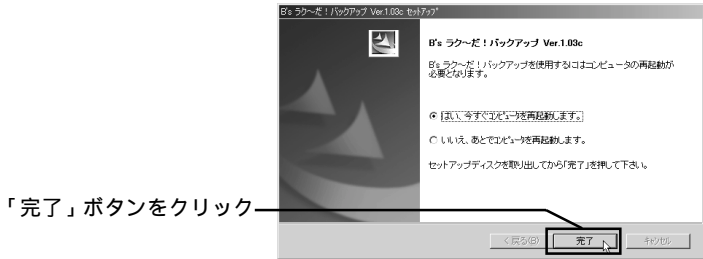 B's ラク～だ！バックアップ Ver.1.03c セットアップ
B's ラク～だ！バックアップ Ver.1.03c
B's ラク～だ！バックアップを使用するにはコンピュータの再起動が
必要となります。
はい、今すぐコンピュータを再起動します。
いいえ、あとでコンピュータを再起動します。
セットアップディスクを取り出してから「完了」を押して下さい。
「完了」ボタンをクリック
< 戻る(B)
完了
キャンセル